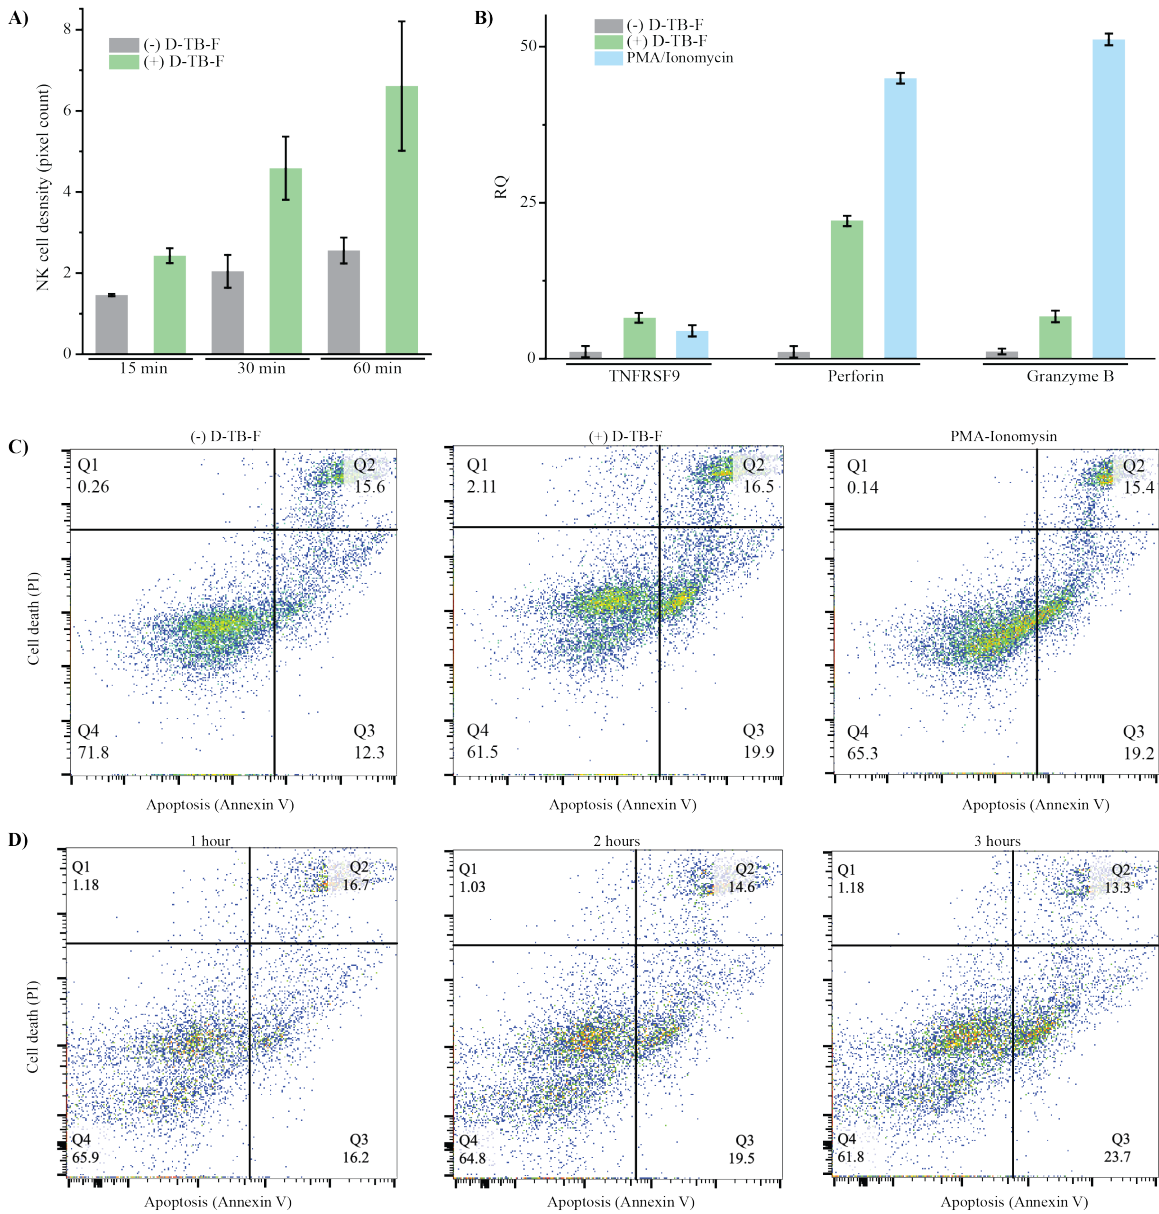 A)
(-) D-TB-F
(+) D-TB-F
NK cell desnsity (pixel count)
8
6
4
2
0
15 min
30 min
60 min
B)
(-) D-TB-F
(+) D-TB-F
PMA/Ionomycin
RQ
50
25
0
TNFRSF9
Perforin
Granzyme B
C)
(-) D-TB-F
Q1
0.26
Q2
15.6
Q4
71.8
Q3
12.3
Cell death (PI)
Apoptosis (Annexin V)
(+) D-TB-F
Q1
2.11
Q2
16.5
Q4
61.5
Q3
19.9
Apoptosis (Annexin V)
PMA-Ionomysin
Q1
0.14
Q2
15.4
Q4
65.3
Q3
19.2
Apoptosis (Annexin V)
D)
1 hour
Q1
1.18
Q2
16.7
Q4
65.9
Q3
16.2
Cell death (PI)
Apoptosis (Annexin V)
2 hours
Q1
1.03
Q2
14.6
Q4
64.8
Q3
19.5
Apoptosis (Annexin V)
3 hours
Q1
1.18
Q2
13.3
Q4
61.8
Q3
23.7
Apoptosis (Annexin V)